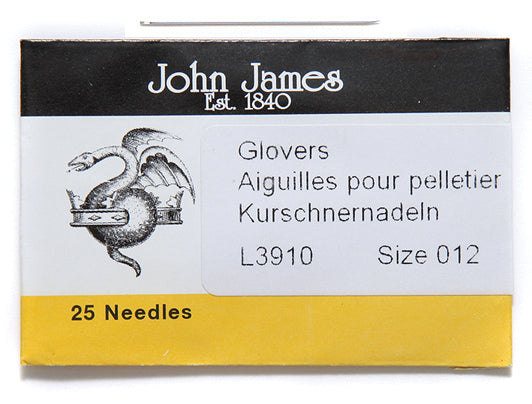 John James
Est. 1840
Glovers
Aiguilles pour pelletier
Kurschnernadeln
L3910 Size 012
25 Needles